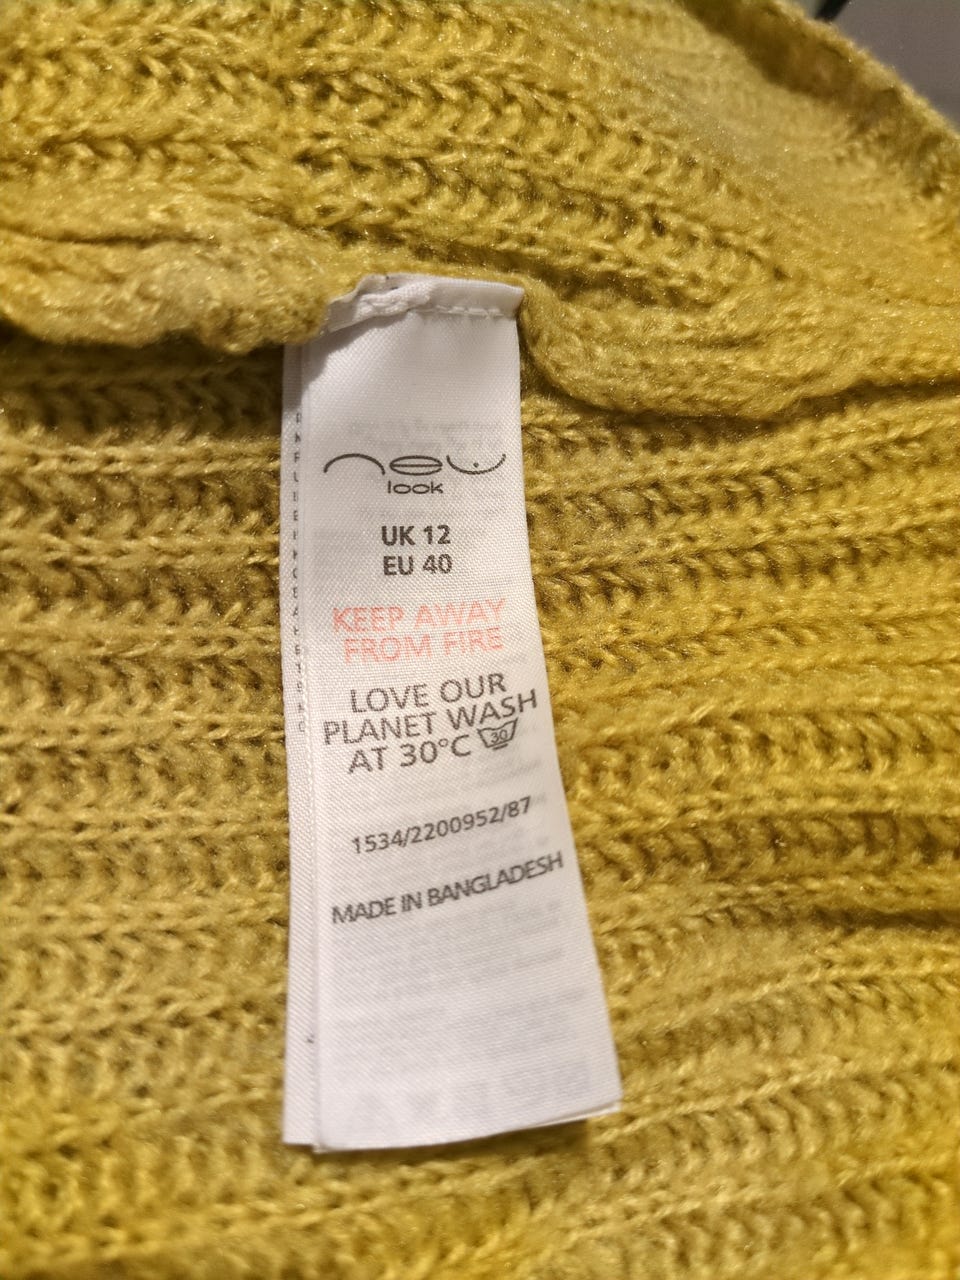 new
look
UK 12
EU 40
KEEP AWAY
FROM FIRE
LOVE OUR
PLANET WASH
AT 30°C 30
1534/2200952/87
MADE IN BANGLADESH